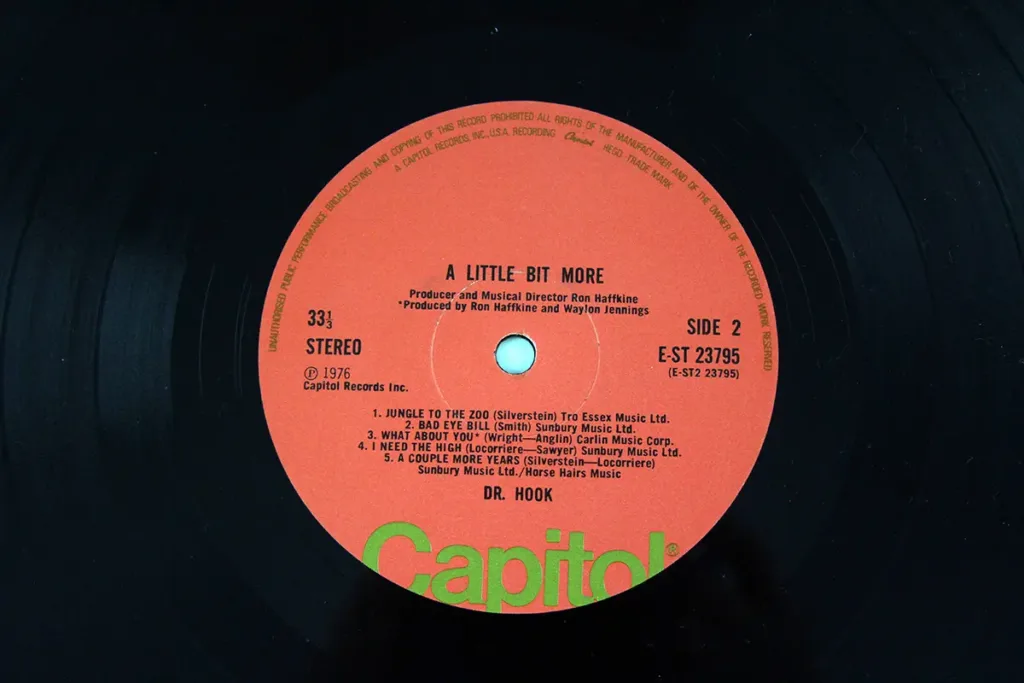 UNAUTHORISED PUBLIC PERFORMANCE BROADCASTING AND COPYING OF THIS RECORD PROHIBITED ALL RIGHTS OF THE MANUFACTURER AND OF THE OWNER OF THE RECORDED WORK RESERVED
A CAPITOL RECORDS, INC., U.S.A. RECORDING Capitol REGD. TRADE MARK
A LITTLE BIT MORE
Producer and Musical Director Ron Haffkine
*Produced by Ron Haffkine and Waylon Jennings
33⅓
STEREO
℗ 1976
Capitol Records Inc.
SIDE 2
E-ST 23795
(E-ST2 23795)
1. JUNGLE TO THE ZOO (Silverstein) Tro Essex Music Ltd.
2. BAD EYE BILL (Smith) Sunbury Music Ltd.
3. WHAT ABOUT YOU* (Wright—Anglin) Carlin Music Corp.
4. I NEED THE HIGH (Locorriere—Sawyer) Sunbury Music Ltd.
5. A COUPLE MORE YEARS (Silverstein—Locorriere)
Sunbury Music Ltd./Horse Hairs Music
DR. HOOK
Capitol®